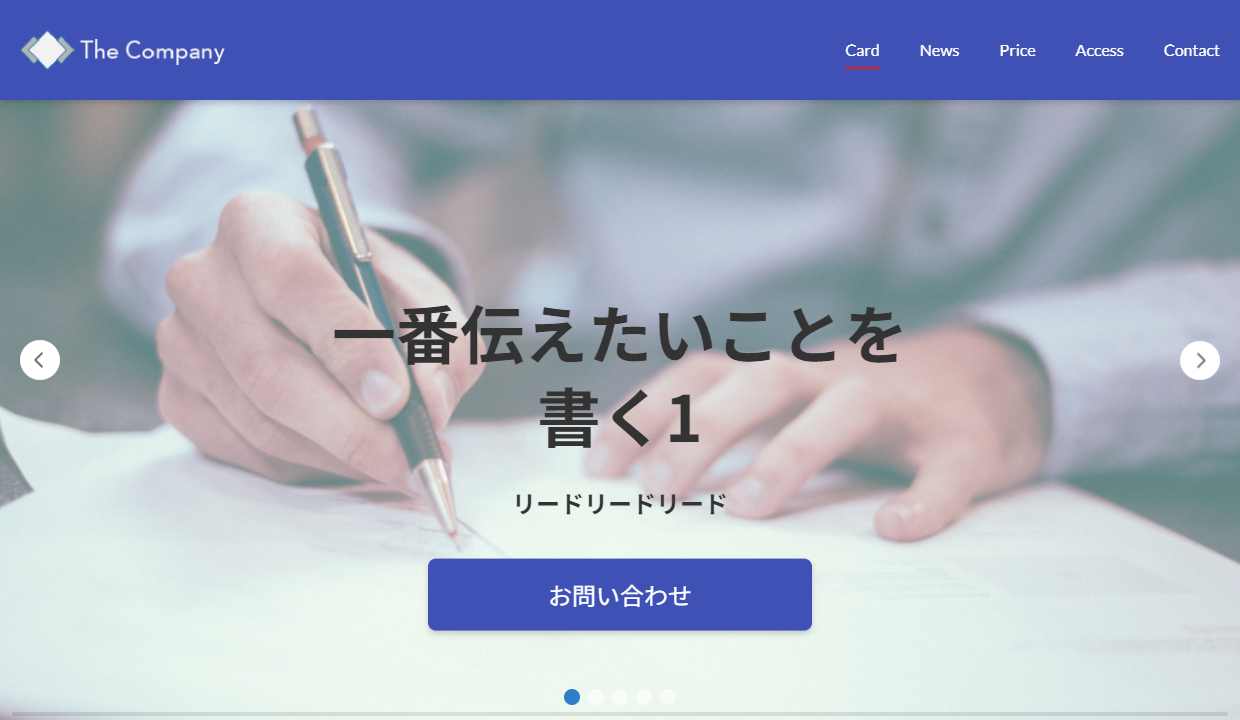 The Company
Card
News
Price
Access
Contact
一番伝えたいことを
書く1
リードリードリード
お問い合わせ